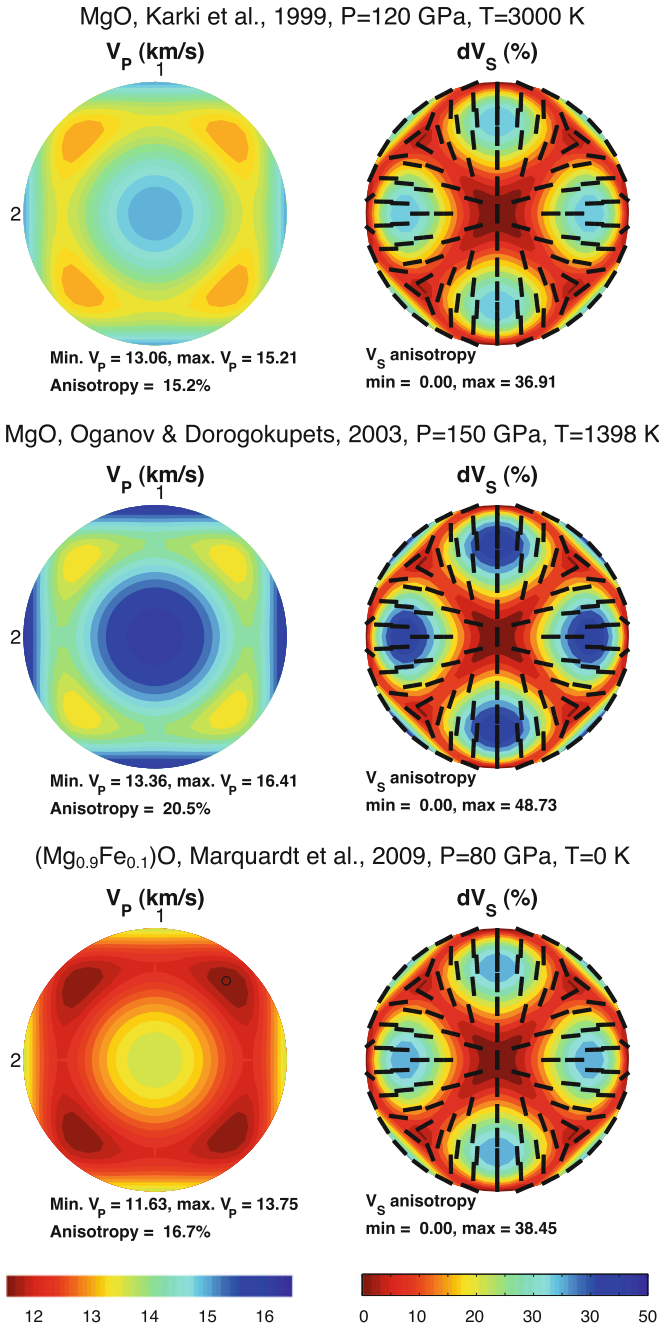 MgO, Karki et al., 1999, P=120 GPa, T=3000 K
V_P (km/s) dV_S (%)
1
2
Min. V_P = 13.06, max. V_P = 15.21
Anisotropy = 15.2%
V_S anisotropy
min = 0.00, max = 36.91
MgO, Oganov & Dorogokupets, 2003, P=150 GPa, T=1398 K
V_P (km/s) dV_S (%)
1
2
Min. V_P = 13.36, max. V_P = 16.41
Anisotropy = 20.5%
V_S anisotropy
min = 0.00, max = 48.73
(Mg0.9Fe0.1)O, Marquardt et al., 2009, P=80 GPa, T=0 K
V_P (km/s) dV_S (%)
1
2
Min. V_P = 11.63, max. V_P = 13.75
Anisotropy = 16.7%
V_S anisotropy
min = 0.00, max = 38.45
12 13 14 15 16
0 10 20 30 30 50